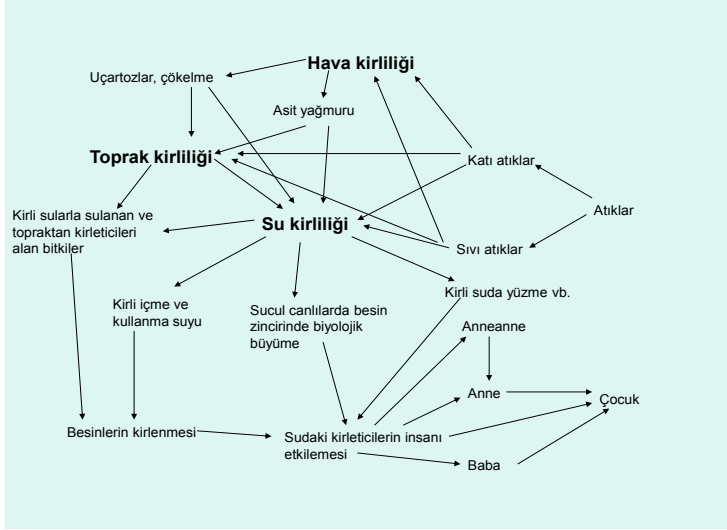 Hava kirliliği
Uçartozlar, çökelme
Asit yağmuru
Toprak kirliliği
Katı atıklar
Atıklar
Kirli sularla sulanan ve
topraktan kirleticileri
alan bitkiler
Su kirliliği
Sıvı atıklar
Kirli suda yüzme vb.
Kirli içme ve
kullanma suyu
Sucul canlılarda besin
zincirinde biyolojik
büyüme
Anneanne
Anne
Çocuk
Besinlerin kirlenmesi
Sudaki kirleticilerin insanı
etkilemesi
Baba